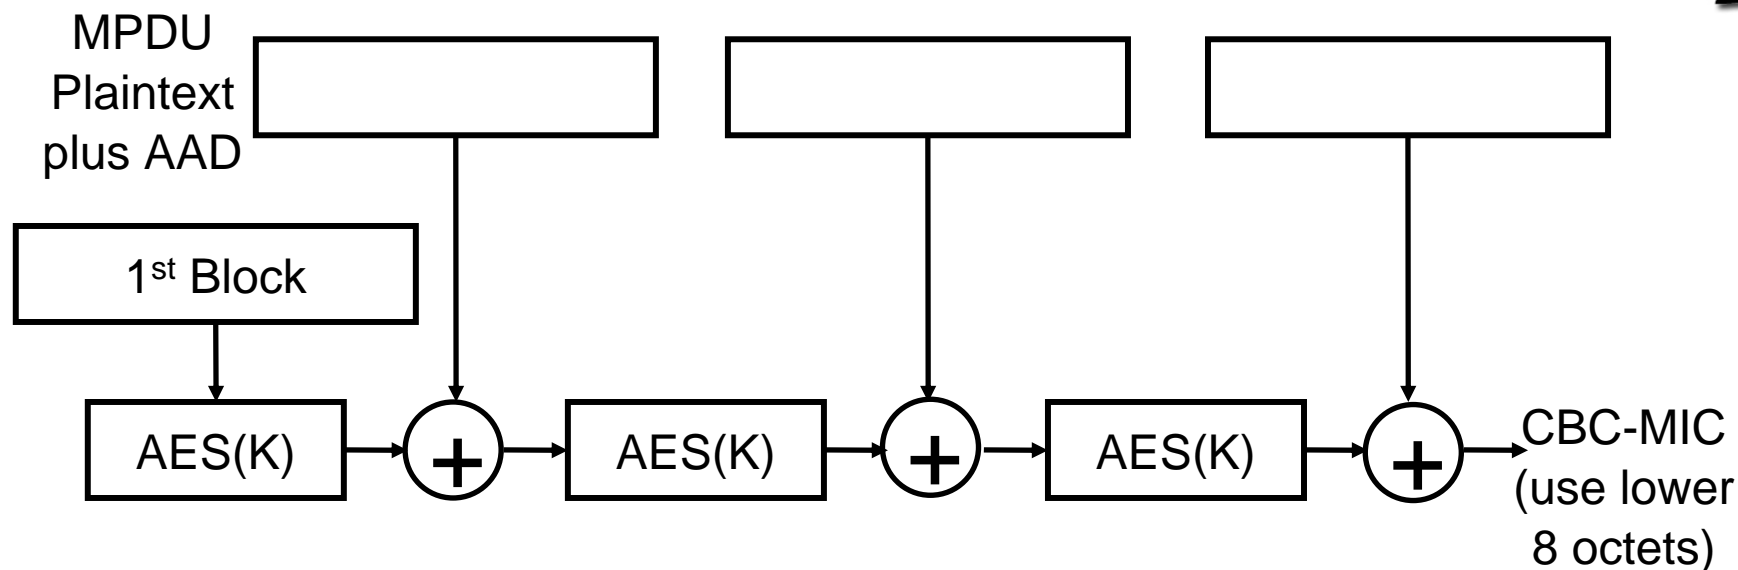 MPDU
Plaintext
plus AAD
1st Block
AES(K)
+
AES(K)
+
AES(K)
+
CBC-MIC
(use lower
8 octets)